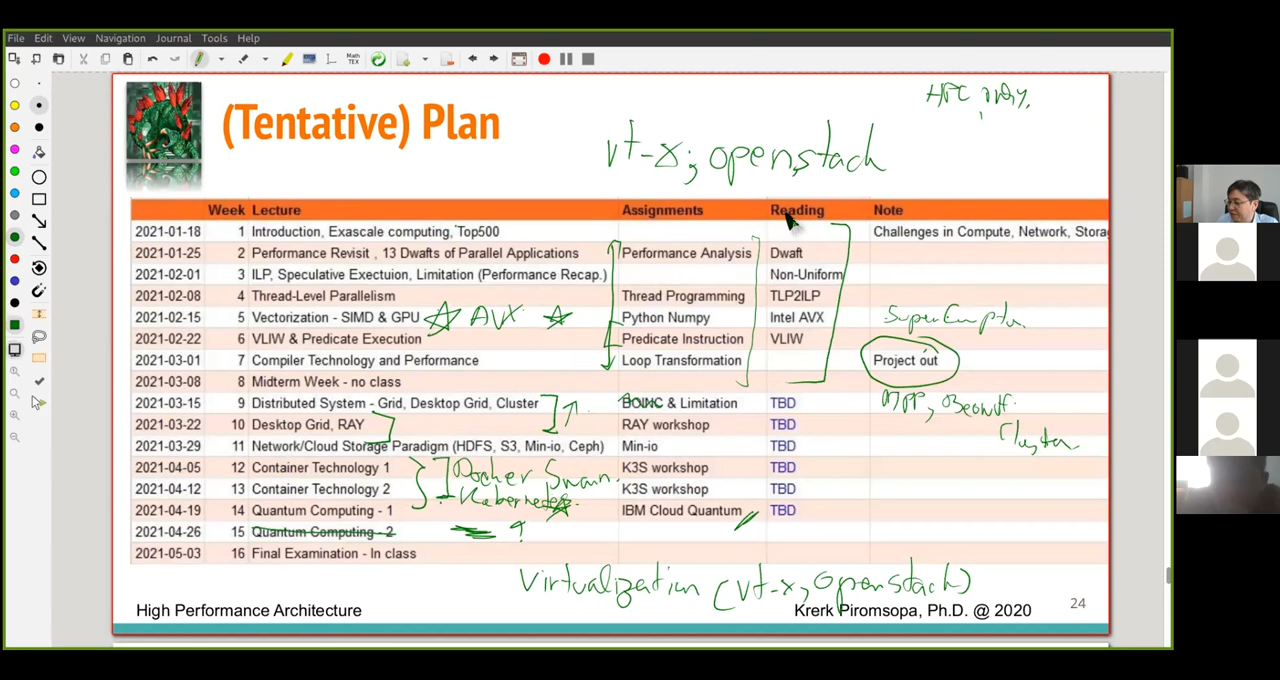 File Edit View Navigation Journal Tools Help
Math TEX
(Tentative) Plan
HPC
vt-x; openstack
Week Lecture Assignments Reading Note
2021-01-18 1 Introduction, Exascale computing, Top500 Challenges in Compute, Network, Storag
2021-01-25 2 Performance Revisit , 13 Dwafts of Parallel Applications Performance Analysis Dwaft
2021-02-01 3 ILP, Speculative Exectuion, Limitation (Performance Recap.) Non-Uniform
2021-02-08 4 Thread-Level Parallelism Thread Programming TLP2ILP
2021-02-15 5 Vectorization - SIMD & GPU AVX Python Numpy Intel AVX
2021-02-22 6 VLIW & Predicate Execution Predicate Instruction VLIW
2021-03-01 7 Compiler Technology and Performance Loop Transformation Project out
2021-03-08 8 Midterm Week - no class
2021-03-15 9 Distributed System - Grid, Desktop Grid, Cluster BOINC & Limitation TBD MPP, Beowulf
2021-03-22 10 Desktop Grid, RAY RAY workshop TBD Cluster
2021-03-29 11 Network/Cloud Storage Paradigm (HDFS, S3, Min-io, Ceph) Min-io TBD
2021-04-05 12 Container Technology 1 Docker Swarm. K3S workshop TBD
2021-04-12 13 Container Technology 2 Kubernetes. K3S workshop TBD
2021-04-19 14 Quantum Computing - 1 IBM Cloud Quantum TBD
2021-04-26 15 Quantum Computing - 2
2021-05-03 16 Final Examination - In class
Virtualization (vt-x, openstack)
High Performance Architecture Krerk Piromsopa, Ph.D. @ 2020 24